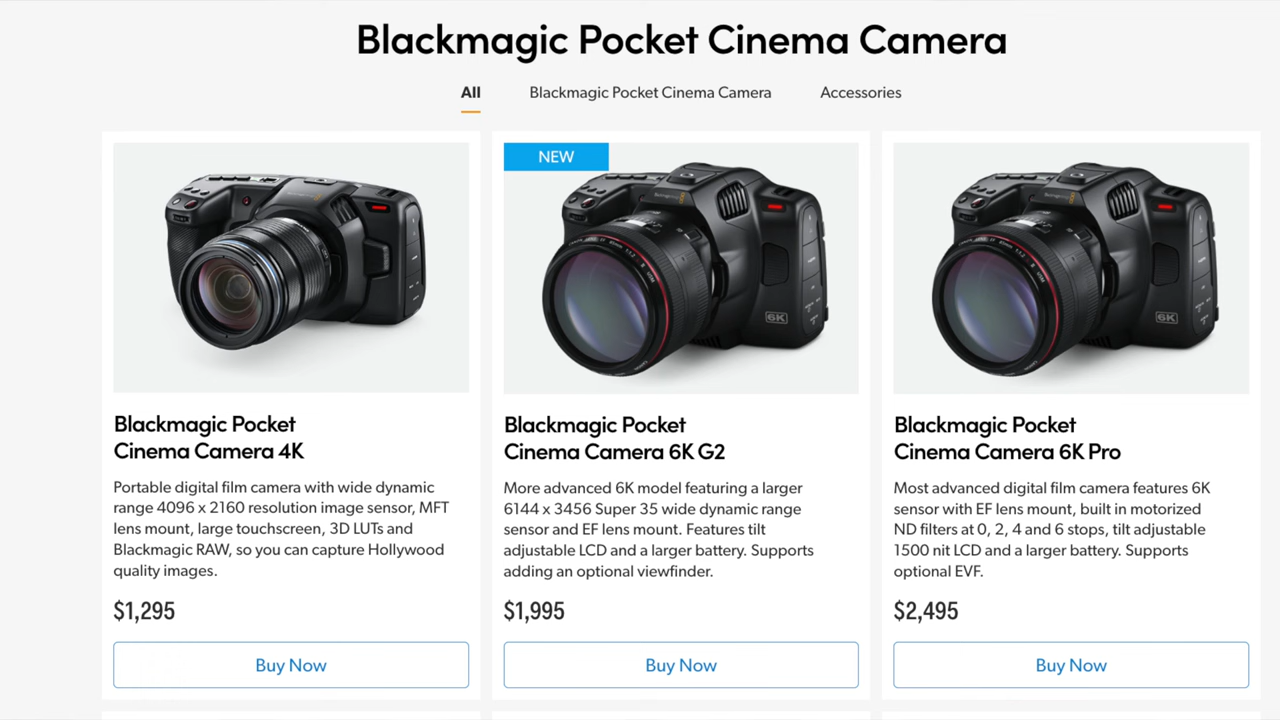 Blackmagic Pocket Cinema Camera
All
Blackmagic Pocket Cinema Camera
Accessories
Blackmagic Pocket
Cinema Camera 4K
Portable digital film camera with wide dynamic
range 4096 x 2160 resolution image sensor, MFT
lens mount, large touchscreen, 3D LUTs and
Blackmagic RAW, so you can capture Hollywood
quality images.
$1,295
Buy Now
NEW
6K
Blackmagic Pocket
Cinema Camera 6K G2
More advanced 6K model featuring a larger
6144 x 3456 Super 35 wide dynamic range
sensor and EF lens mount. Features tilt
adjustable LCD and a larger battery. Supports
adding an optional viewfinder.
$1,995
Buy Now
6K
Blackmagic Pocket
Cinema Camera 6K Pro
Most advanced digital film camera features 6K
sensor with EF lens mount, built in motorized
ND filters at 0, 2, 4 and 6 stops, tilt adjustable
1500 nit LCD and a larger battery. Supports
optional EVF.
$2,495
Buy Now